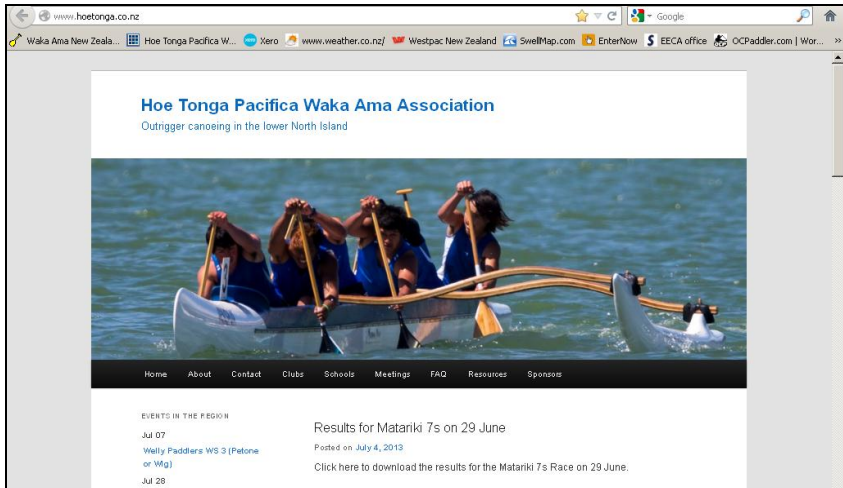 www.hoetonga.co.nz
Google
Waka Ama New Zeala... Hoe Tonga Pacifica W... Xero www.weather.co.nz/ Westpac New Zealand SwellMap.com EnterNow EECA office OCPaddler.com | Wor... »
Hoe Tonga Pacifica Waka Ama Association
Outrigger canoeing in the lower North Island
Home About Contact Clubs Schools Meetings FAQ Resources Sponsors
EVENTS IN THE REGION
Jul 07
Welly Paddlers WS 3 (Petone
or Wig)
Jul 28
Results for Matariki 7s on 29 June
Posted on July 4, 2013
Click here to download the results for the Matariki 7s Race on 29 June.